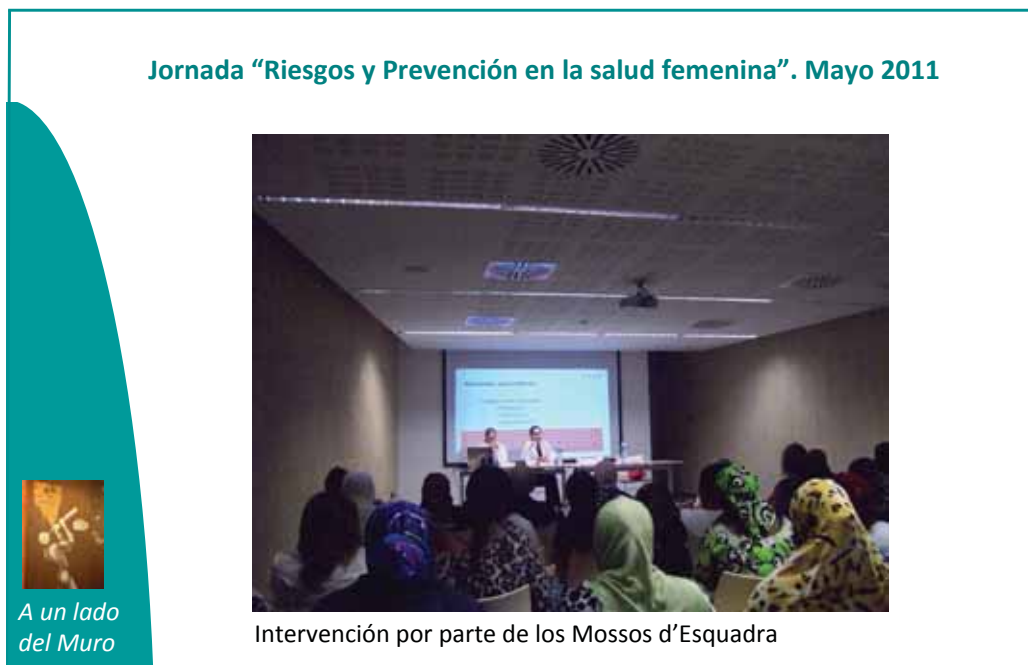 Jornada “Riesgos y Prevención en la salud femenina”. Mayo 2011
A un lado
del Muro
Intervención por parte de los Mossos d’Esquadra